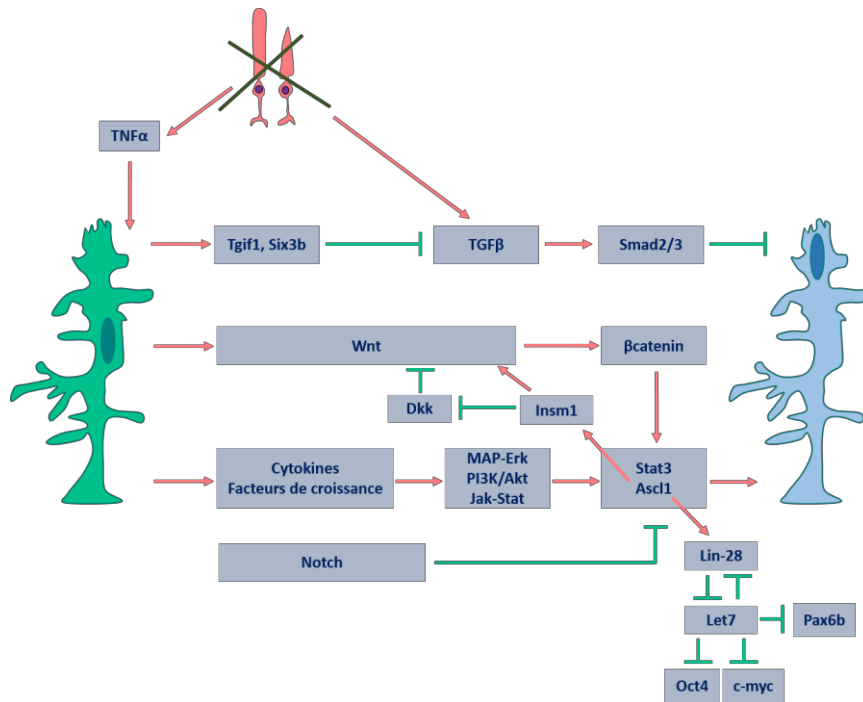 TNFα
Tgif1, Six3b
TGFβ
Smad2/3
Wnt
βcatenin
Dkk
Insm1
Cytokines
Facteurs de croissance
MAP-Erk
PI3K/Akt
Jak-Stat
Stat3
Ascl1
Notch
Lin-28
Let7
Pax6b
Oct4
c-myc